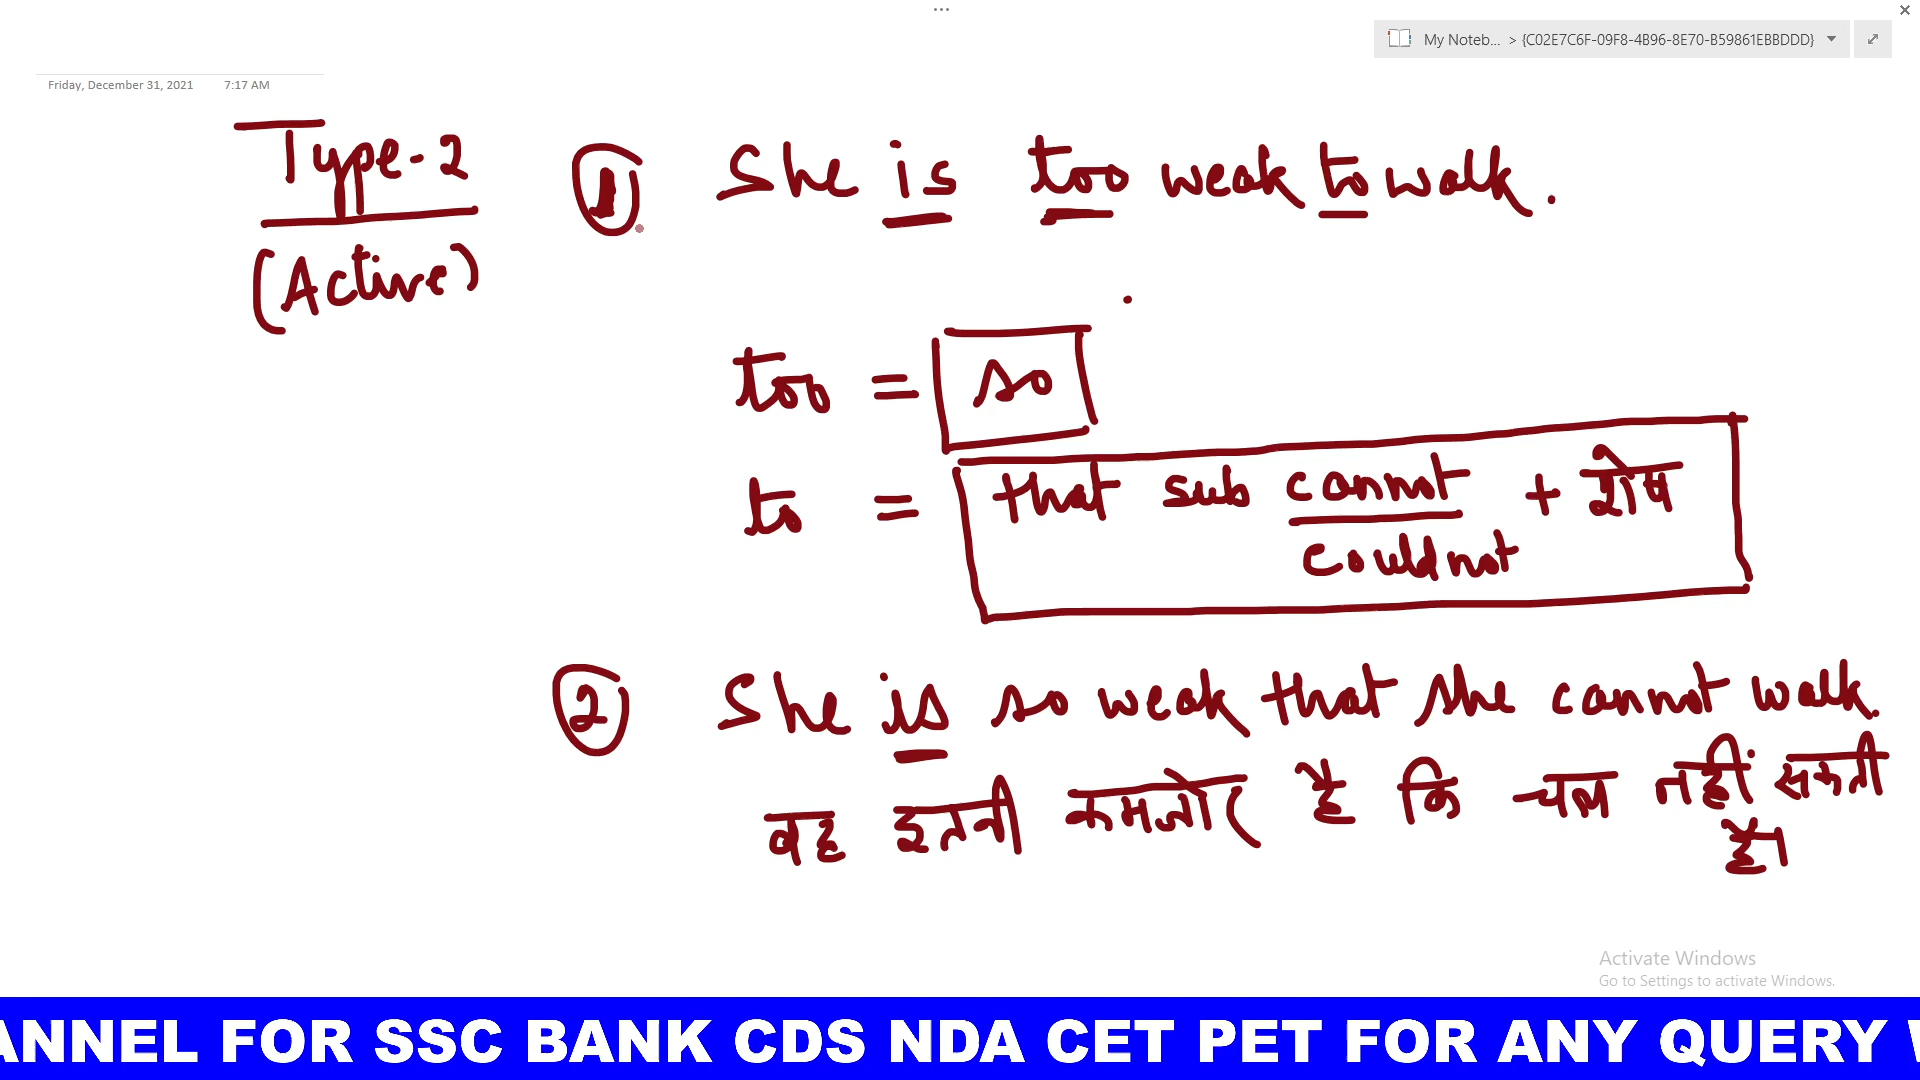 ...
My Noteb... > {C02E7C6F-09F8-4B96-8E70-B59861EBBDDD}
Friday, December 31, 2021 7:17 AM
Type-2
(Active)
1 She is too weak to walk.
too = so
to = that sub cannot + शेष
could not
2 She is so weak that she cannot walk.
वह इतनी कमजोर है कि चल नहीं सकती
है।
Activate Windows
Go to Settings to activate Windows.
ANNEL FOR SSC BANK CDS NDA CET PET FOR ANY QUERY